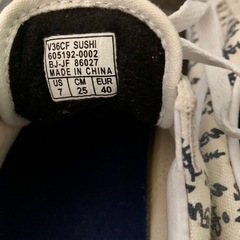 V36CF SUSHI
605192-0002
BJ-JF 86027
MADE IN CHINA
US CM EUR
7 25 40